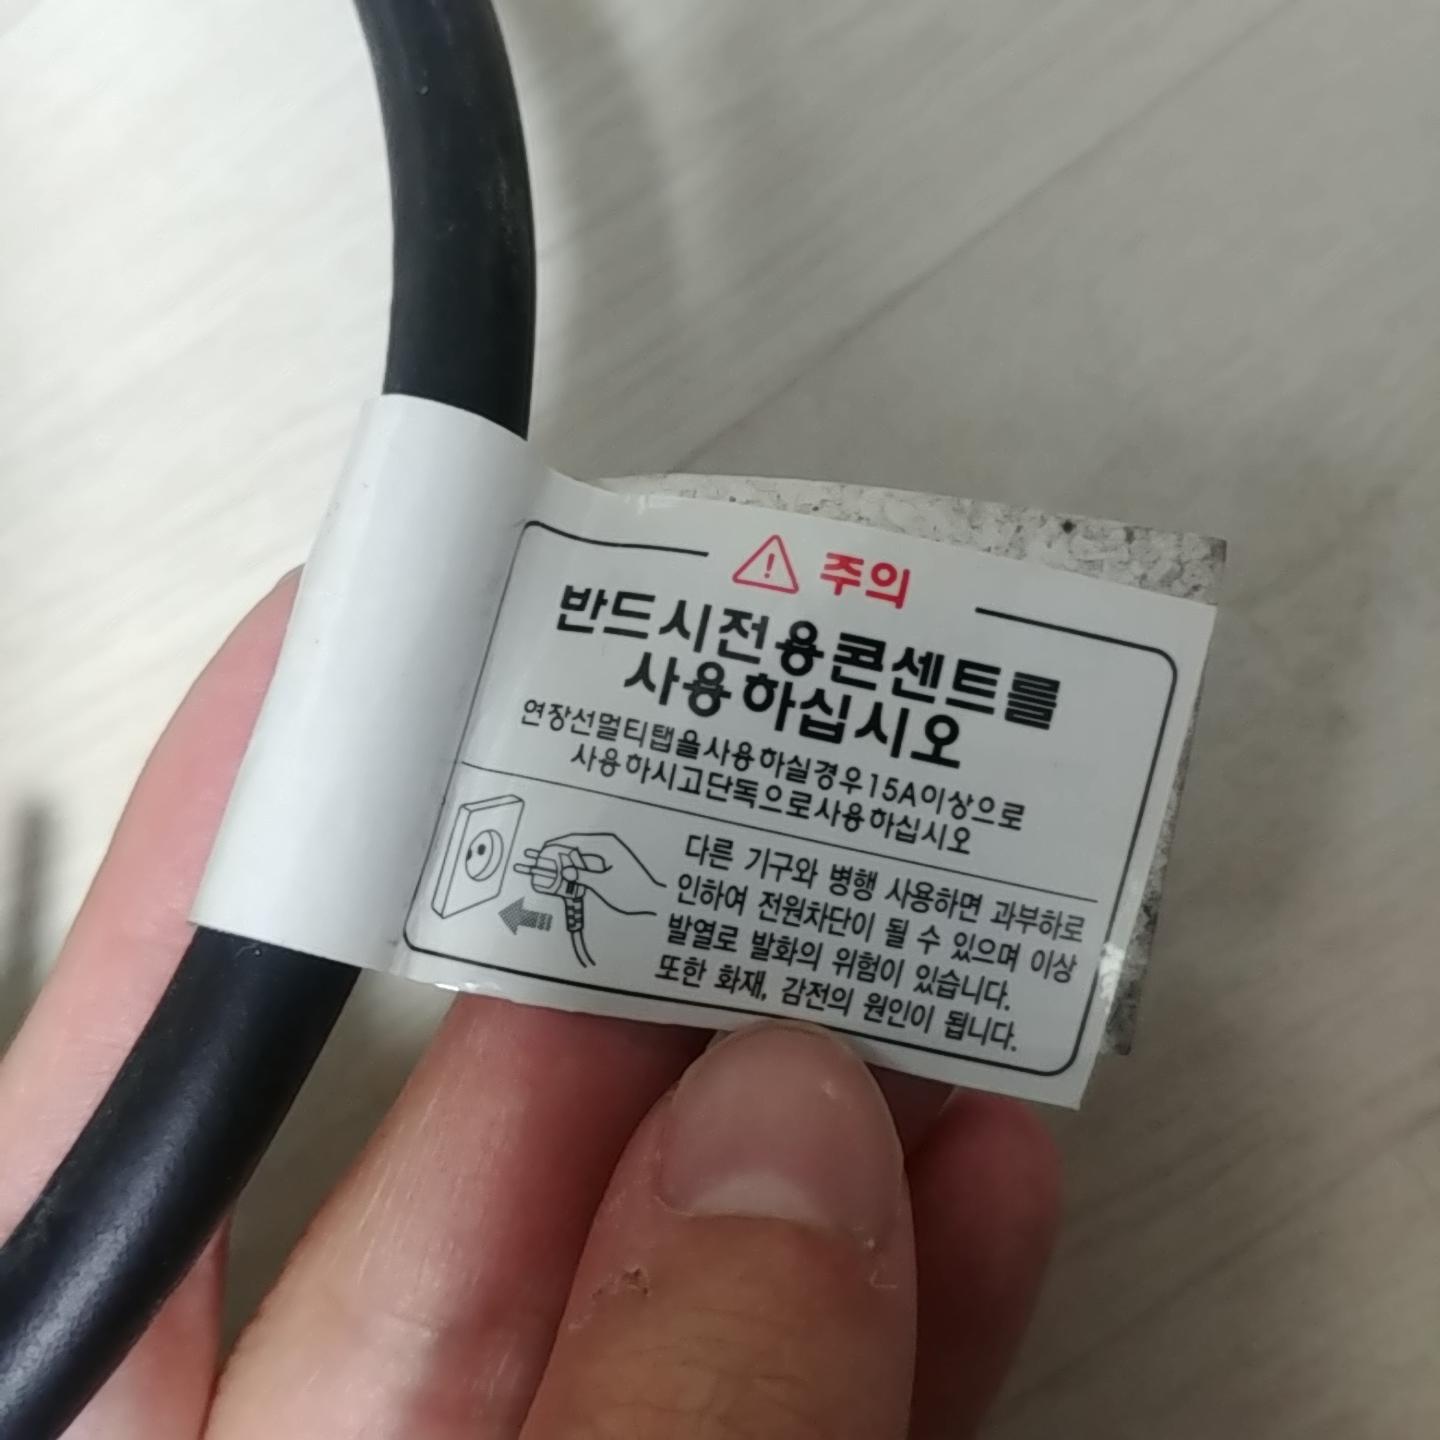 주의
반드시전용콘센트를
사용하십시오
연장선멀티탭을사용하실경우15A이상으로
사용하시고단독으로사용하십시오
다른 기구와 병행 사용하면 과부하로
인하여 전원차단이 될 수 있으며 이상
발열로 발화의 위험이 있습니다.
또한 화재, 감전의 원인이 됩니다.